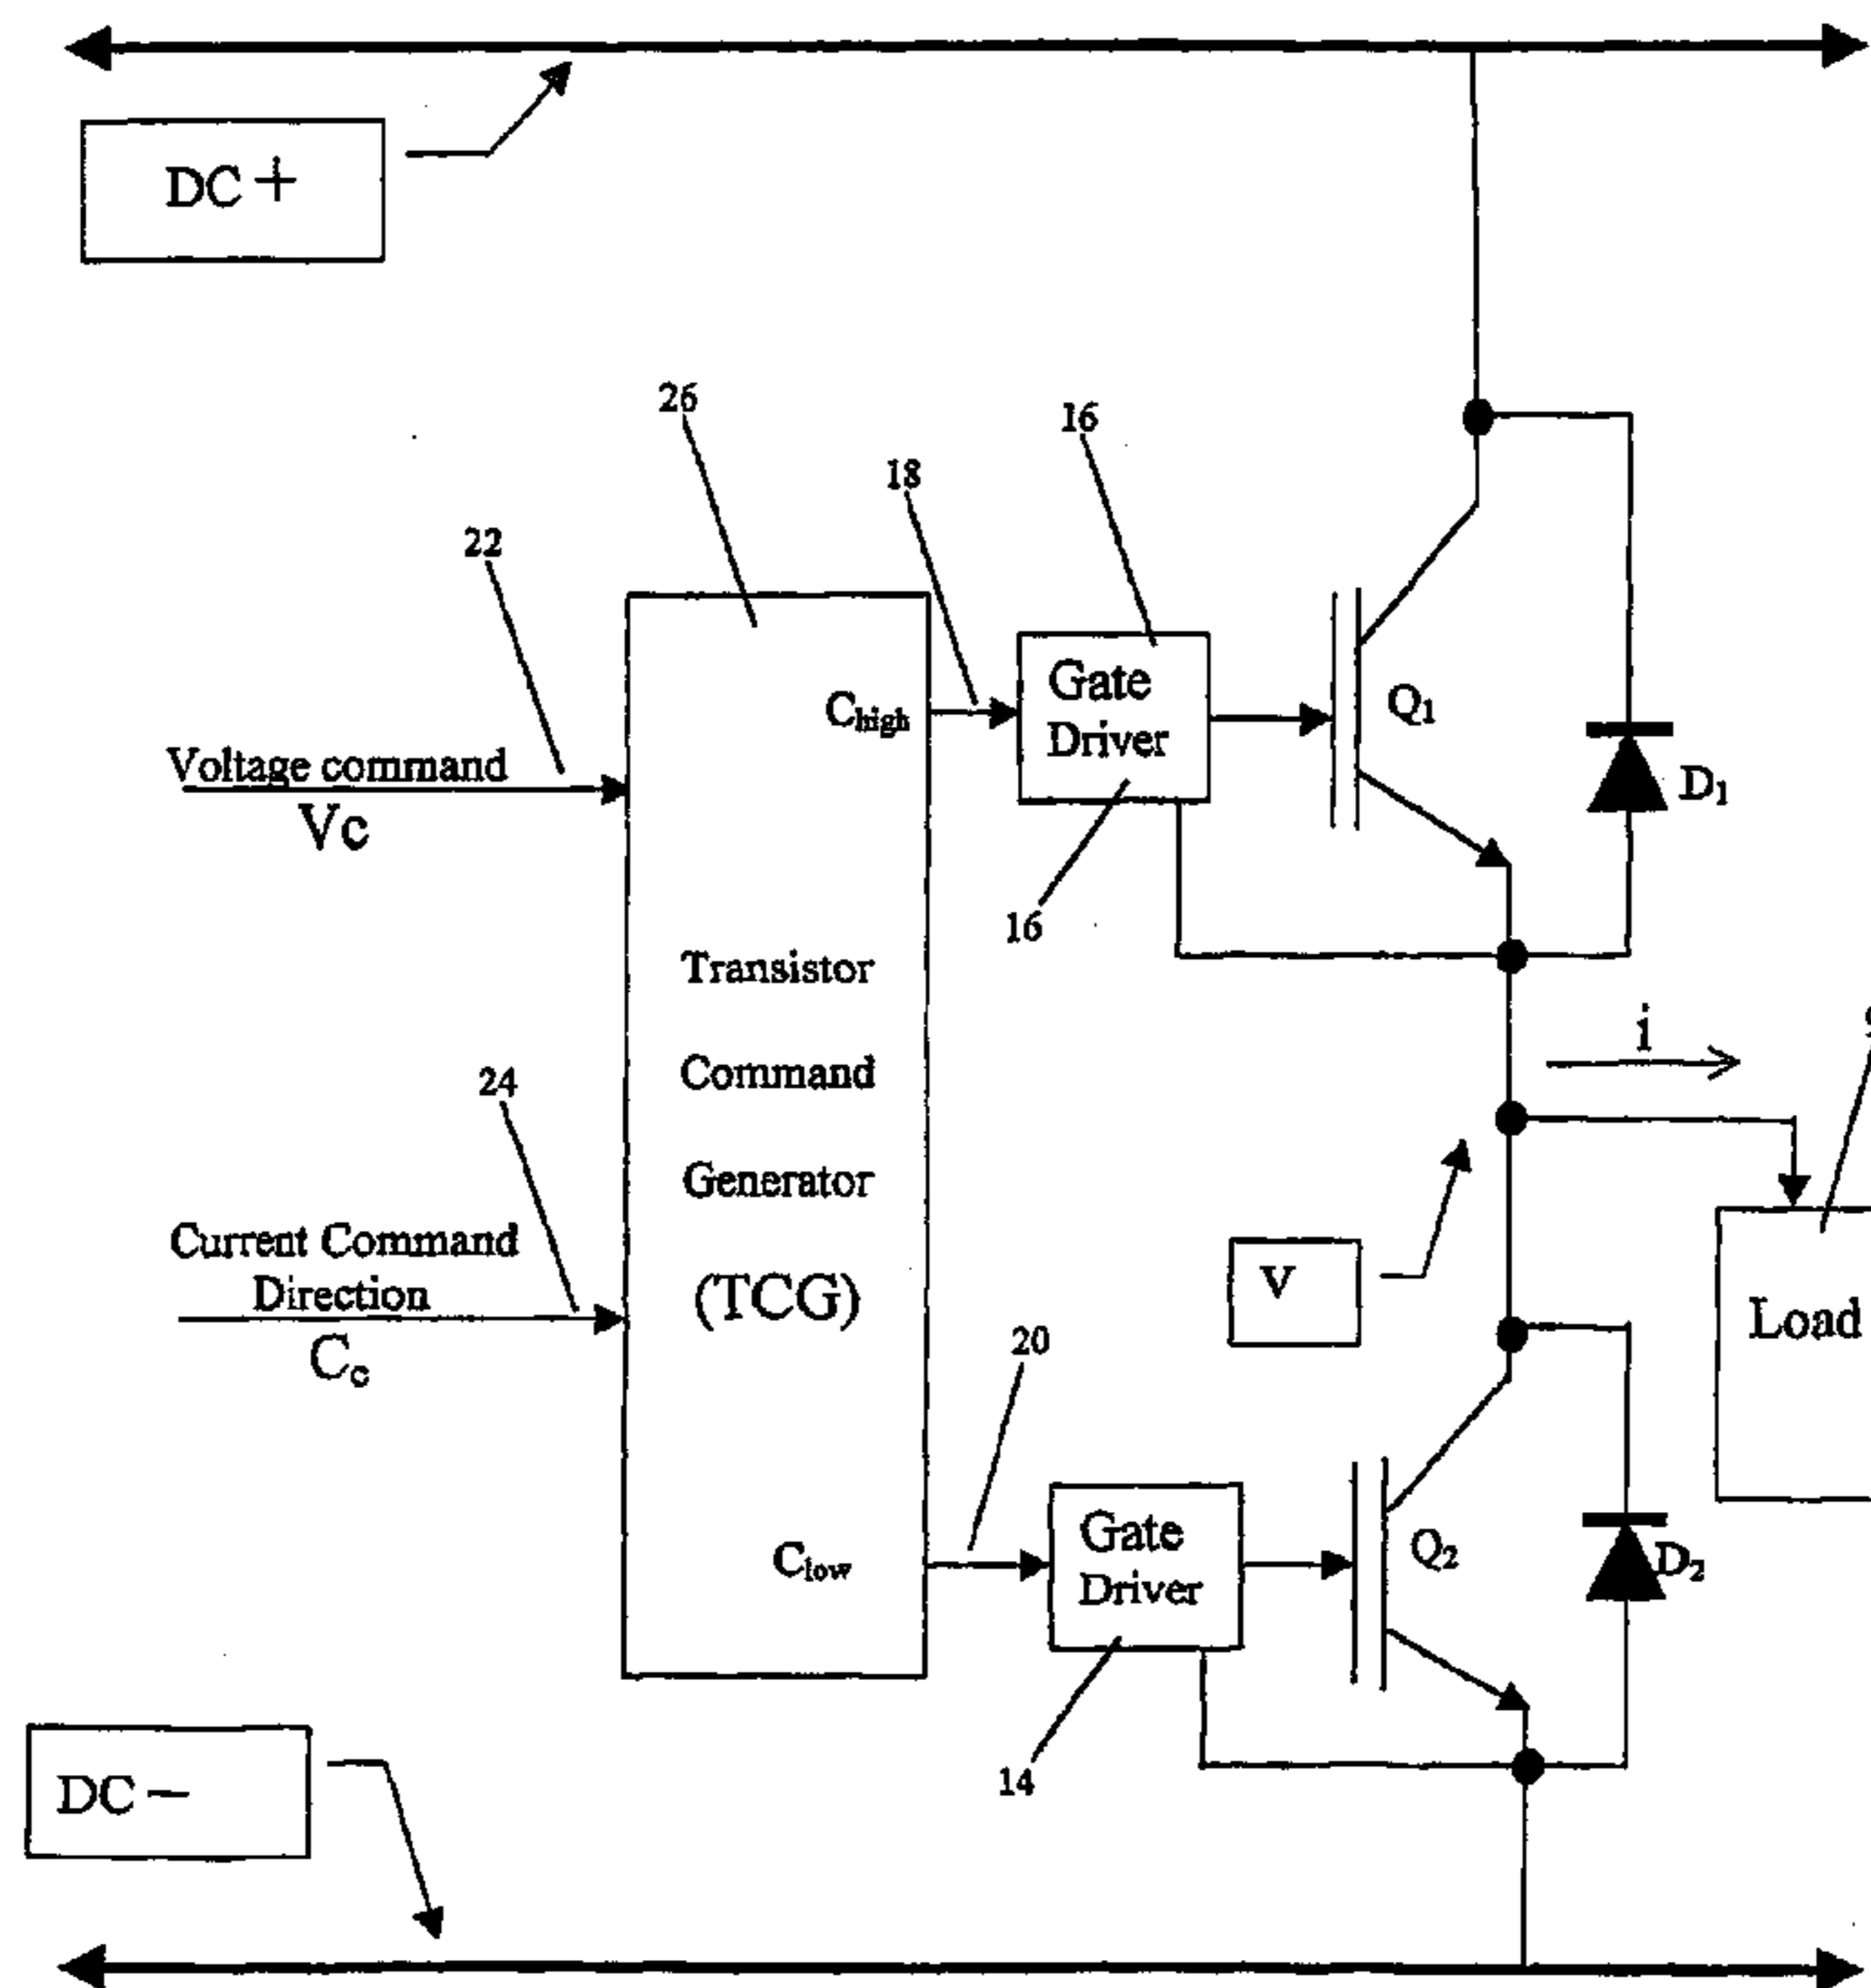 DC +
26
16
18
22
Gate
Driver
Chigh
Q1
D1
Voltage command
Vc
16
Transistor
Command
Generator
(TCG)
i
24
Current Command
Direction
Cc
V
Load
20
Gate
Driver
Clow
Q2
D2
14
DC −